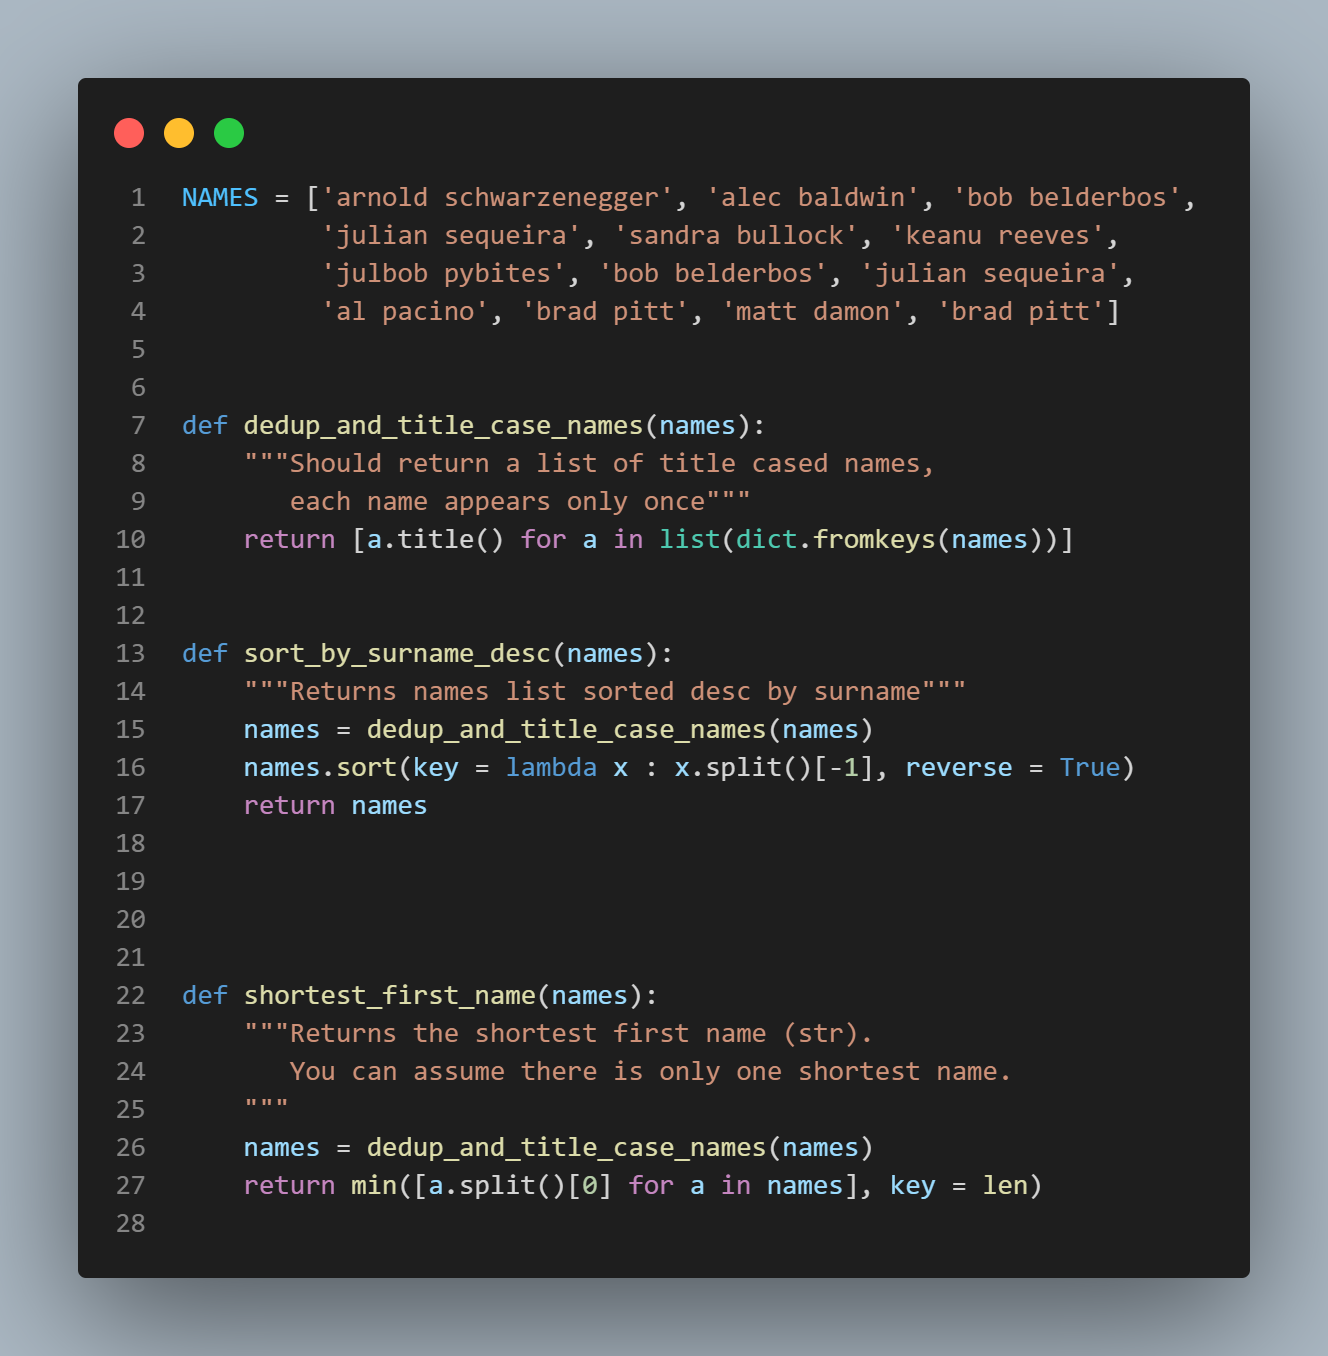 1 NAMES = ['arnold schwarzenegger', 'alec baldwin', 'bob belderbos',
2          'julian sequeira', 'sandra bullock', 'keanu reeves',
3          'julbob pybites', 'bob belderbos', 'julian sequeira',
4          'al pacino', 'brad pitt', 'matt damon', 'brad pitt']
5
6
7 def dedup_and_title_case_names(names):
8     """Should return a list of title cased names,
9        each name appears only once"""
10     return [a.title() for a in list(dict.fromkeys(names))]
11
12
13 def sort_by_surname_desc(names):
14     """Returns names list sorted desc by surname"""
15     names = dedup_and_title_case_names(names)
16     names.sort(key = lambda x : x.split()[-1], reverse = True)
17     return names
18
19
20
21
22 def shortest_first_name(names):
23     """Returns the shortest first name (str).
24        You can assume there is only one shortest name.
25     """
26     names = dedup_and_title_case_names(names)
27     return min([a.split()[0] for a in names], key = len)
28